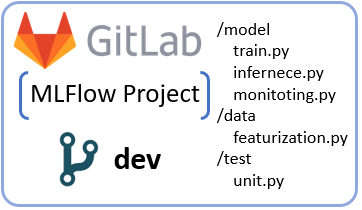 GitLab
MLFlow Project
dev
/model
train.py
infernece.py
monitoting.py
/data
featurization.py
/test
unit.py